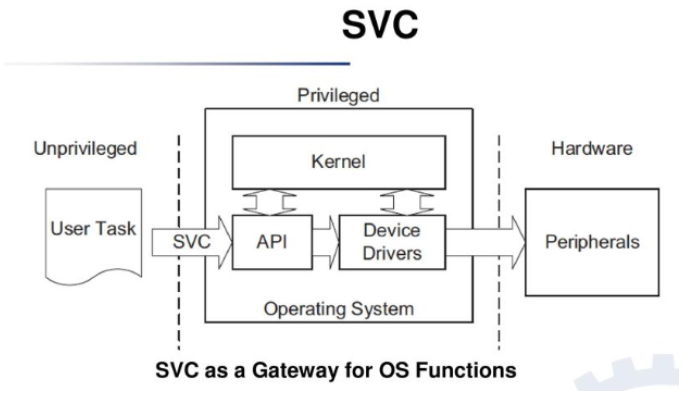 SVC
Privileged
Unprivileged
Hardware
Kernel
User Task
SVC
API
Device
Drivers
Peripherals
Operating System
SVC as a Gateway for OS Functions